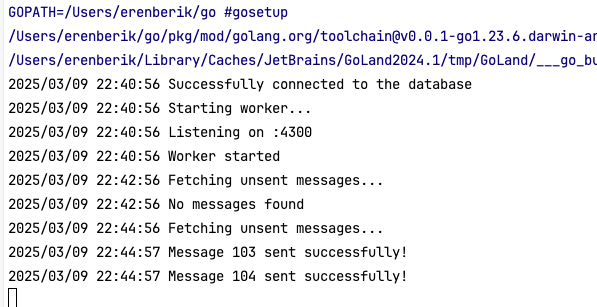 GOPATH=/Users/erenberik/go #gosetup
/Users/erenberik/go/pkg/mod/golang.org/toolchain@v0.0.1-go1.23.6.darwin-ar
/Users/erenberik/Library/Caches/JetBrains/GoLand2024.1/tmp/GoLand/___go_bu
2025/03/09 22:40:56 Successfully connected to the database
2025/03/09 22:40:56 Starting worker...
2025/03/09 22:40:56 Listening on :4300
2025/03/09 22:40:56 Worker started
2025/03/09 22:42:56 Fetching unsent messages...
2025/03/09 22:42:56 No messages found
2025/03/09 22:44:56 Fetching unsent messages...
2025/03/09 22:44:57 Message 103 sent successfully!
2025/03/09 22:44:57 Message 104 sent successfully!